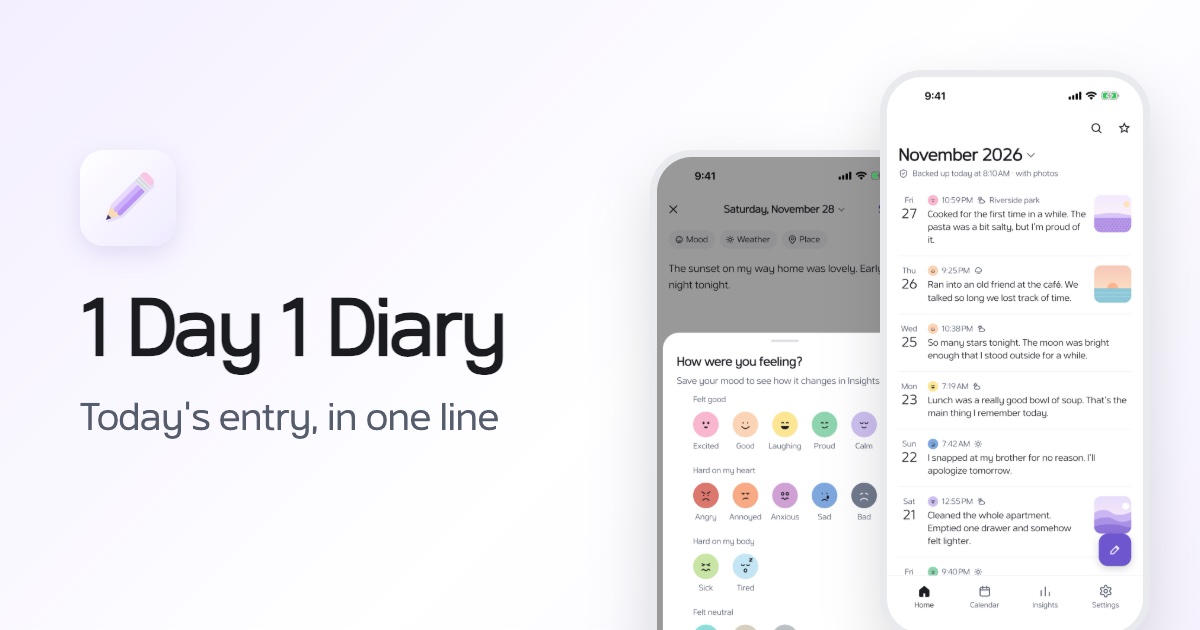 1 Day 1 Diary
Today's entry, in one line
9:41
Saturday, November 28
Mood
Weather
Place
The sunset on my way home was lovely. Early
night tonight.
How were you feeling?
Save your mood to see how it changes in Insights
Felt good
Excited
Good
Laughing
Proud
Calm
Hard on my heart
Angry
Annoyed
Anxious
Sad
Bad
Hard on my body
Sick
Tired
Felt neutral
9:41
November 2026
Backed up today at 8:10 AM · with photos
Fri
27
10:59 PM
Riverside park
Cooked for the first time in a while. The
pasta was a bit salty, but I'm proud of
it.
Thu
26
9:25 PM
Ran into an old friend at the café. We
talked so long we lost track of time.
Wed
25
10:38 PM
So many stars tonight. The moon was bright
enough that I stood outside for a while.
Mon
23
7:19 AM
Lunch was a really good bowl of soup. That's the
main thing I remember today.
Sun
22
7:42 AM
I snapped at my brother for no reason. I'll
apologize tomorrow.
Sat
21
12:55 PM
Cleaned the whole apartment.
Emptied one drawer and somehow
felt lighter.
Fri
9:40 PM
Home
Calendar
Insights
Settings